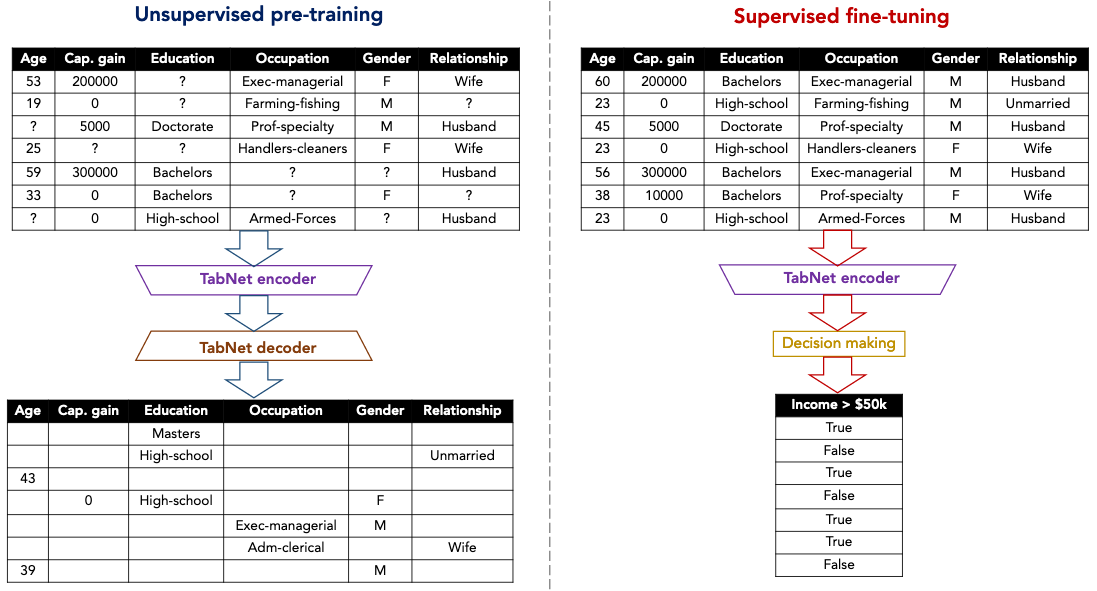 Unsupervised pre-training
Age Cap. gain Education Occupation Gender Relationship
53 200000 ? Exec-managerial F Wife
19 0 ? Farming-fishing M ?
? 5000 Doctorate Prof-specialty M Husband
25 ? ? Handlers-cleaners F Wife
59 300000 Bachelors ? ? Husband
33 0 Bachelors ? F ?
? 0 High-school Armed-Forces ? Husband
TabNet encoder
TabNet decoder
Age Cap. gain Education Occupation Gender Relationship
Masters
High-school Unmarried
43
0 High-school F
Exec-managerial M
Adm-clerical Wife
39 M
Supervised fine-tuning
Age Cap. gain Education Occupation Gender Relationship
60 200000 Bachelors Exec-managerial M Husband
23 0 High-school Farming-fishing M Unmarried
45 5000 Doctorate Prof-specialty M Husband
23 0 High-school Handlers-cleaners F Wife
56 300000 Bachelors Exec-managerial M Husband
38 10000 Bachelors Prof-specialty F Wife
23 0 High-school Armed-Forces M Husband
TabNet encoder
Decision making
Income > $50k
True
False
True
False
True
True
False